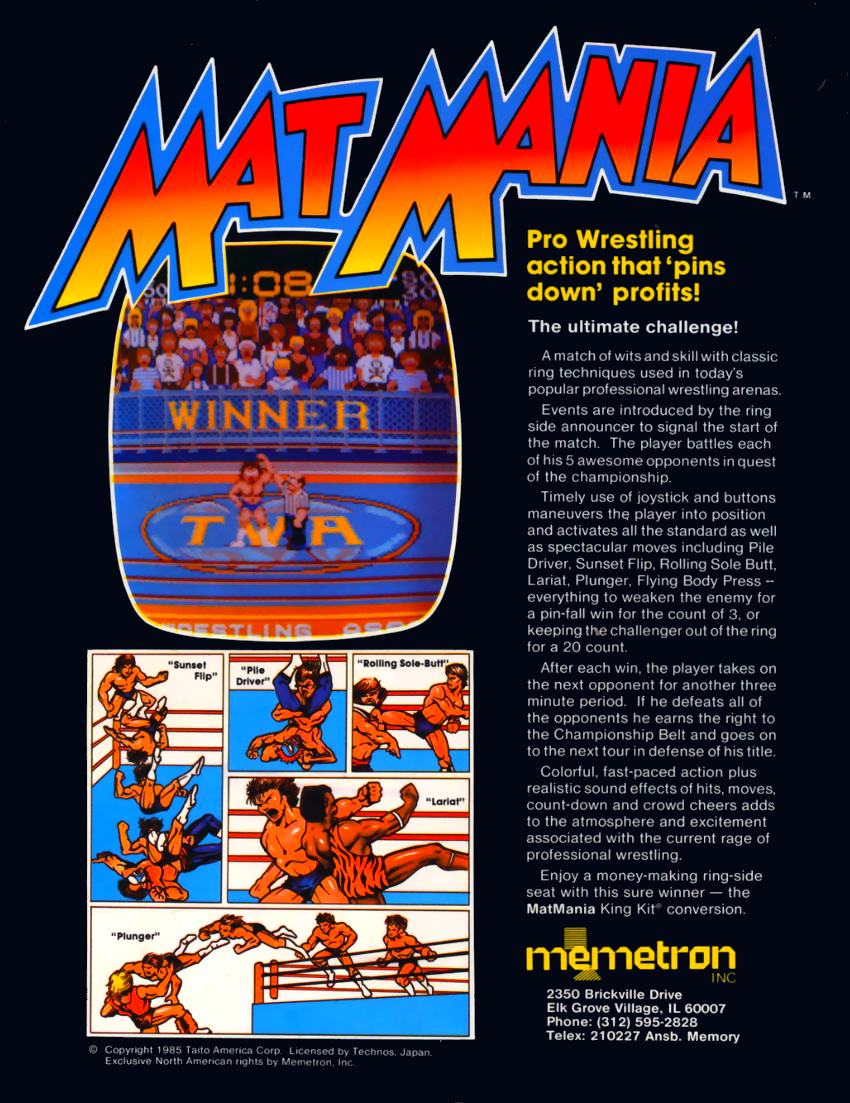 MAT MANIA
T.M.
:08
30
WINNER
TWA
RESTLING ASSO
Pro Wrestling
action that ‘pins
down’ profits!
The ultimate challenge!
A match of wits and skill with classic
ring techniques used in today’s
popular professional wrestling arenas.
Events are introduced by the ring
side announcer to signal the start of
the match. The player battles each
of his 5 awesome opponents in quest
of the championship.
Timely use of joystick and buttons
maneuvers the player into position
and activates all the standard as well
as spectacular moves including Pile
Driver, Sunset Flip, Rolling Sole Butt,
Lariat, Plunger, Flying Body Press --
everything to weaken the enemy for
a pin-fall win for the count of 3, or
keeping the challenger out of the ring
for a 20 count.
After each win, the player takes on
the next opponent for another three
minute period. If he defeats all of
the opponents he earns the right to
the Championship Belt and goes on
to the next tour in defense of his title.
Colorful, fast-paced action plus
realistic sound effects of hits, moves,
count-down and crowd cheers adds
to the atmosphere and excitement
associated with the current rage of
professional wrestling.
Enjoy a money-making ring-side
seat with this sure winner — the
MatMania King Kit® conversion.
"Sunset
Flip"
"Pile
Driver"
"Rolling Sole-Butt"
"Lariat"
"Plunger"
memetron
INC
2350 Brickville Drive
Elk Grove Village, IL 60007
Phone: (312) 595-2828
Telex: 210227 Ansb. Memory
© Copyright 1985 Taito America Corp. Licensed by Technos, Japan.
Exclusive North American rights by Memetron, Inc.